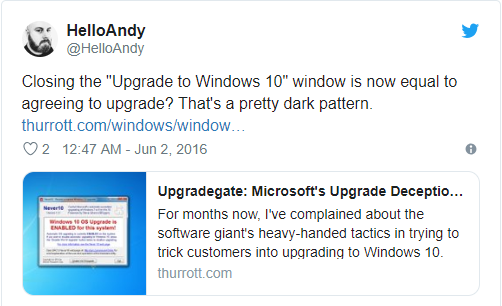 HelloAndy
@HelloAndy
Closing the "Upgrade to Windows 10" window is now equal to
agreeing to upgrade? That's a pretty dark pattern.
thurrott.com/windows/window…
2 12:47 AM - Jun 2, 2016
Never10
Windows 10 OS Upgrade is
ENABLED for this system!
Upgradegate: Microsoft's Upgrade Deceptio...
For months now, I've complained about the
software giant's heavy-handed tactics in trying to
trick customers into upgrading to Windows 10.
thurrott.com